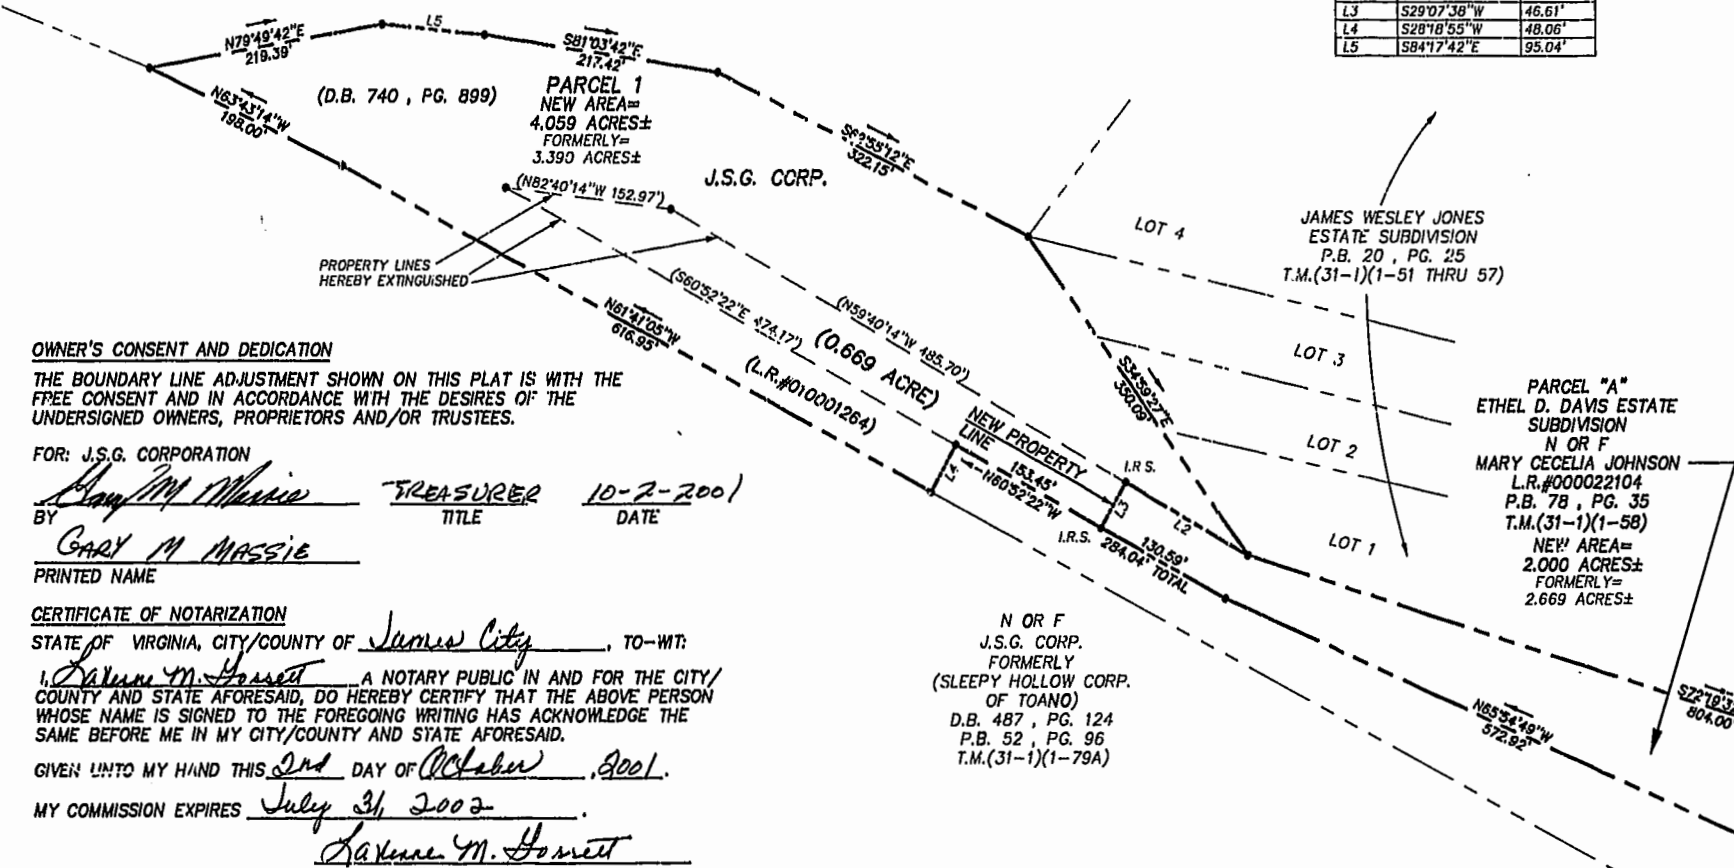 L3 S29°07'38"W 46.61'
L4 S28°18'55"W 48.06'
L5 S84°17'42"E 95.04'
N79°49'42"E
219.39'
L5
S81°03'42"E
217.42'
N63°43'14"W
198.00'
(D.B. 740 , PG. 899)
PARCEL 1
NEW AREA=
4.059 ACRES±
FORMERLY=
3.390 ACRES±
J.S.G. CORP.
S62°55'12"E
322.15'
(N82°40'14"W 152.97')
PROPERTY LINES
HEREBY EXTINGUISHED
(S60°52'22"E 474.17')
(N59°40'14"W 485.70')
N61°41'05"W
616.95'
(0.669 ACRE)
(L.R.#010001264)
NEW PROPERTY
LINE
153.45'
N60°52'22"W
L4
L3
I.R.S.
I.R.S.
L2
130.59'
284.04' TOTAL
S34°59'27"E
350.09'
LOT 4
LOT 3
LOT 2
LOT 1
JAMES WESLEY JONES
ESTATE SUBDIVISION
P.B. 20 , PG. 25
T.M.(31-1)(1-51 THRU 57)
PARCEL "A"
ETHEL D. DAVIS ESTATE
SUBDIVISION
N OR F
MARY CECELIA JOHNSON
L.R.#000022104
P.B. 78 , PG. 35
T.M.(31-1)(1-58)
NEW AREA=
2.000 ACRES±
FORMERLY=
2.669 ACRES±
N OR F
J.S.G. CORP.
FORMERLY
(SLEEPY HOLLOW CORP.
OF TOANO)
D.B. 487 , PG. 124
P.B. 52 , PG. 96
T.M.(31-1)(1-79A)
N65°54'49"W
572.92'
S72°19'32
804.00'
OWNER'S CONSENT AND DEDICATION
THE BOUNDARY LINE ADJUSTMENT SHOWN ON THIS PLAT IS WITH THE
FREE CONSENT AND IN ACCORDANCE WITH THE DESIRES OF THE
UNDERSIGNED OWNERS, PROPRIETORS AND/OR TRUSTEES.
FOR: J.S.G. CORPORATION
Gary M Massie TREASURER 10-2-2001
BY TITLE DATE
GARY M MASSIE
PRINTED NAME
CERTIFICATE OF NOTARIZATION
STATE OF VIRGINIA, CITY/COUNTY OF James City , TO-WIT:
I, LaVerne M. Gossett A NOTARY PUBLIC IN AND FOR THE CITY/
COUNTY AND STATE AFORESAID, DO HEREBY CERTIFY THAT THE ABOVE PERSON
WHOSE NAME IS SIGNED TO THE FOREGOING WRITING HAS ACKNOWLEDGE THE
SAME BEFORE ME IN MY CITY/COUNTY AND STATE AFORESAID.
GIVEN UNTO MY HAND THIS 2nd DAY OF October , 2001.
MY COMMISSION EXPIRES July 31, 2002 .
LaVerne M. Gossett